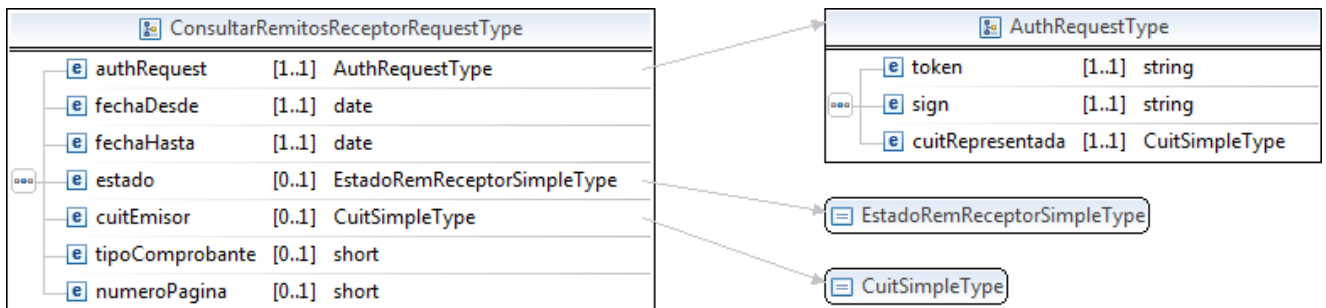 ConsultarRemitosReceptorRequestType
authRequest [1..1] AuthRequestType
fechaDesde [1..1] date
fechaHasta [1..1] date
estado [0..1] EstadoRemReceptorSimpleType
cuitEmisor [0..1] CuitSimpleType
tipoComprobante [0..1] short
numeroPagina [0..1] short
AuthRequestType
token [1..1] string
sign [1..1] string
cuitRepresentada [1..1] CuitSimpleType
EstadoRemReceptorSimpleType
CuitSimpleType